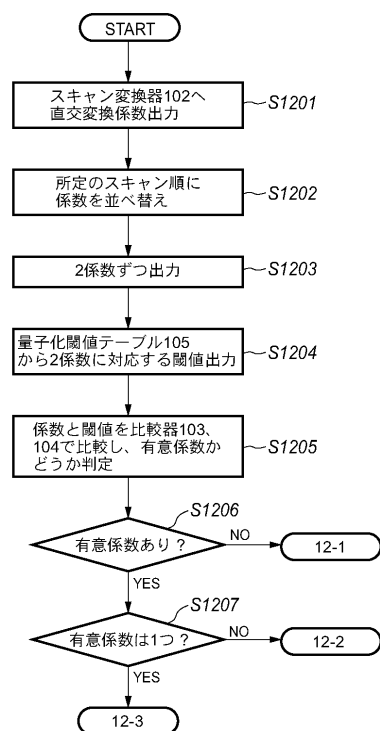 START
スキャン変換器102へ
直交変換係数出力
S1201
所定のスキャン順に
係数を並べ替え
S1202
2係数ずつ出力
S1203
量子化閾値テーブル105
から2係数に対応する閾値出力
S1204
係数と閾値を比較器103、
104で比較し、有意係数か
どうか判定
S1205
S1206
有意係数あり?
NO
12-1
YES
S1207
有意係数は1つ?
NO
12-2
YES
12-3